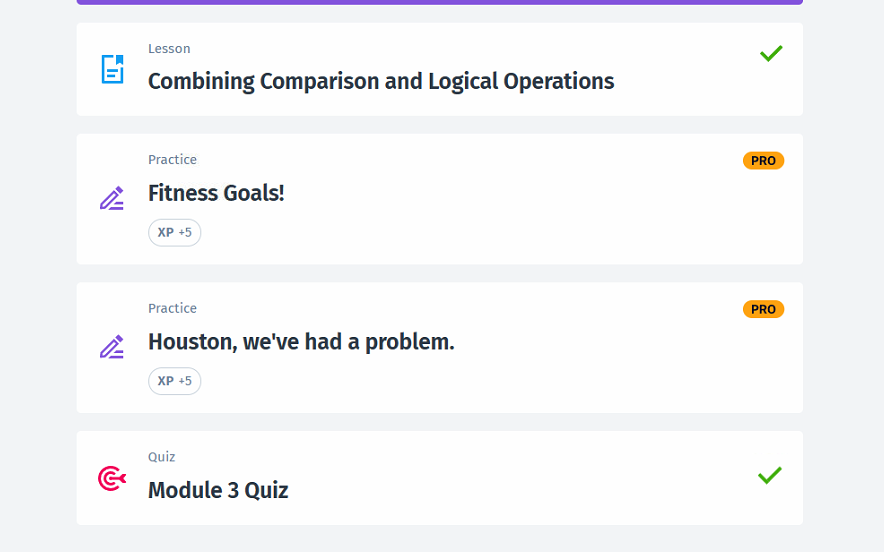 Lesson
Combining Comparison and Logical Operations
Practice
PRO
Fitness Goals!
XP +5
Practice
PRO
Houston, we've had a problem.
XP +5
Quiz
Module 3 Quiz